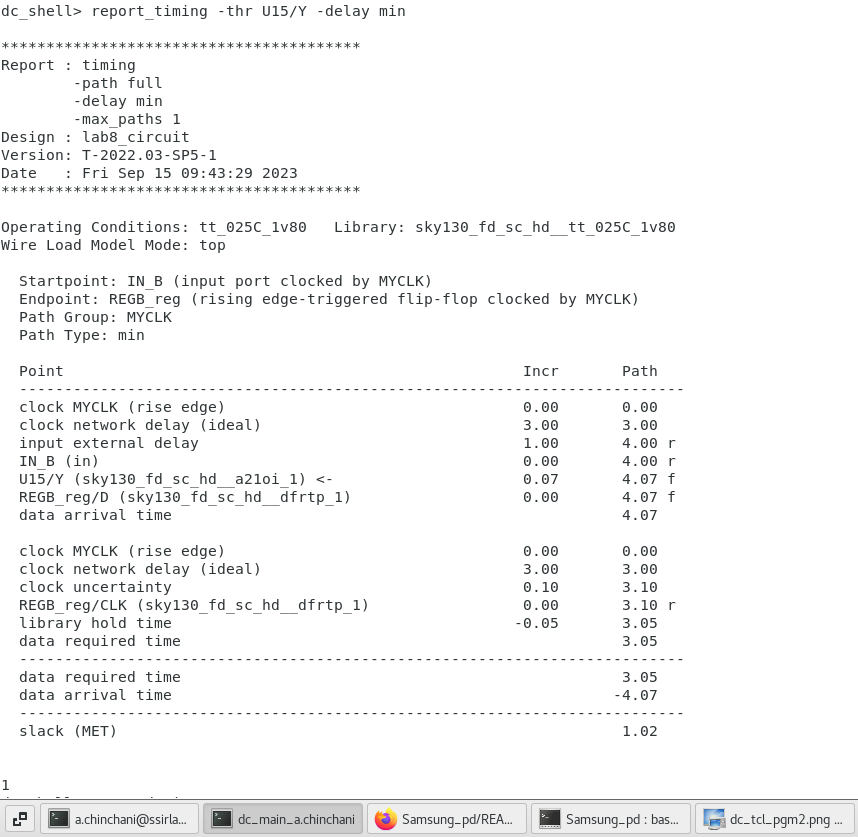 dc_shell> report_timing -thr U15/Y -delay min
****************************************
Report : timing
        -path full
        -delay min
        -max_paths 1
Design : lab8_circuit
Version: T-2022.03-SP5-1
Date   : Fri Sep 15 09:43:29 2023
****************************************
Operating Conditions: tt_025C_1v80   Library: sky130_fd_sc_hd__tt_025C_1v80
Wire Load Model Mode: top
  Startpoint: IN_B (input port clocked by MYCLK)
  Endpoint: REGB_reg (rising edge-triggered flip-flop clocked by MYCLK)
  Path Group: MYCLK
  Path Type: min
  Point                                                   Incr       Path
  --------------------------------------------------------------------------
  clock MYCLK (rise edge)                                 0.00       0.00
  clock network delay (ideal)                             3.00       3.00
  input external delay                                    1.00       4.00 r
  IN_B (in)                                               0.00       4.00 r
  U15/Y (sky130_fd_sc_hd__a21oi_1) <-                     0.07       4.07 f
  REGB_reg/D (sky130_fd_sc_hd__dfrtp_1)                   0.00       4.07 f
  data arrival time                                                  4.07
  clock MYCLK (rise edge)                                 0.00       0.00
  clock network delay (ideal)                             3.00       3.00
  clock uncertainty                                       0.10       3.10
  REGB_reg/CLK (sky130_fd_sc_hd__dfrtp_1)                 0.00       3.10 r
  library hold time                                      -0.05       3.05
  data required time                                                 3.05
  --------------------------------------------------------------------------
  data required time                                                 3.05
  data arrival time                                                 -4.07
  --------------------------------------------------------------------------
  slack (MET)                                                        1.02
1
a.chinchani@ssirla... dc_main_a.chinchani Samsung_pd/REA... Samsung_pd : bas... dc_tcl_pgm2.png ...